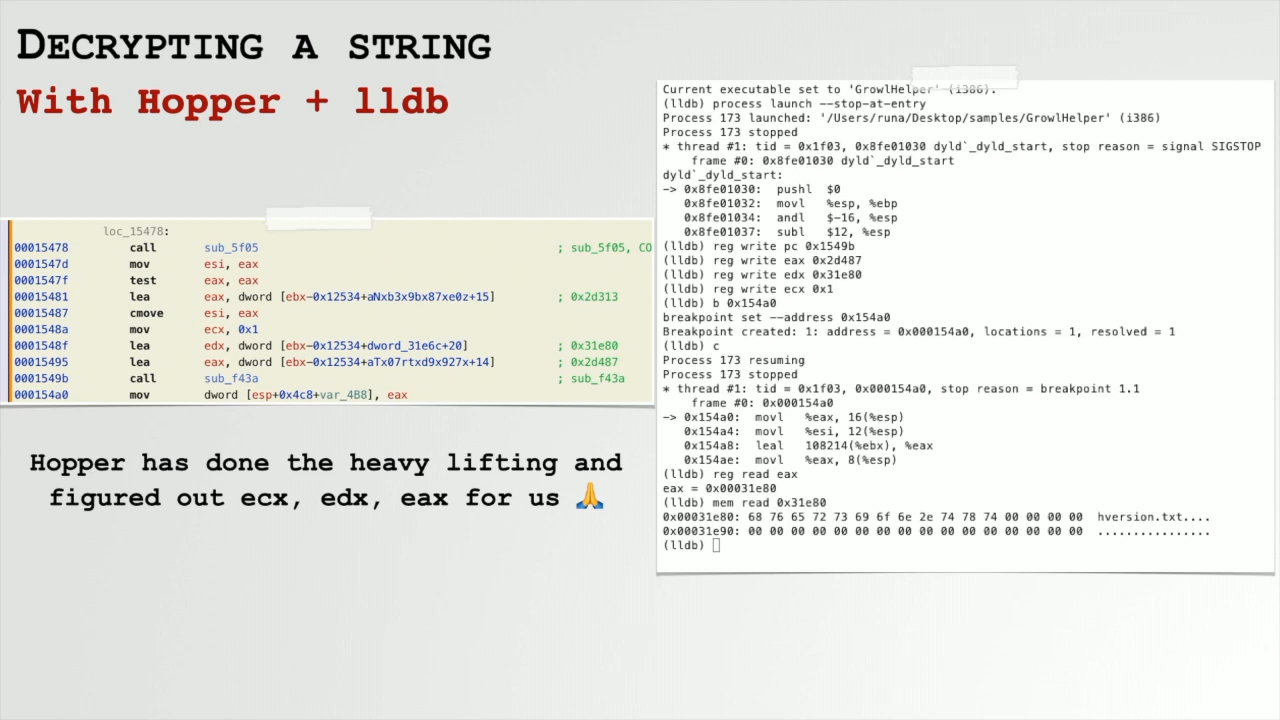 DECRYPTING A STRING
With Hopper + lldb
loc_15478:
00015478 call sub_5f05 ; sub_5f05, CO
0001547d mov esi, eax
0001547f test eax, eax
00015481 lea eax, dword [ebx-0x12534+aNxb3x9bx87xe0z+15] ; 0x2d313
00015487 cmove esi, eax
0001548a mov ecx, 0x1
0001548f lea edx, dword [ebx-0x12534+dword_31e6c+20] ; 0x31e80
00015495 lea eax, dword [ebx-0x12534+aTx07rtxd9x927x+14] ; 0x2d487
0001549b call sub_f43a ; sub_f43a
000154a0 mov dword [esp+0x4c8+var_4B8], eax
Hopper has done the heavy lifting and
figured out ecx, edx, eax for us 🙏
Current executable set to 'GrowlHelper' (i386).
(lldb) process launch --stop-at-entry
Process 173 launched: '/Users/runa/Desktop/samples/GrowlHelper' (i386)
Process 173 stopped
* thread #1: tid = 0x1f03, 0x8fe01030 dyld`_dyld_start, stop reason = signal SIGSTOP
frame #0: 0x8fe01030 dyld`_dyld_start
dyld`_dyld_start:
-> 0x8fe01030: pushl $0
0x8fe01032: movl %esp, %ebp
0x8fe01034: andl $-16, %esp
0x8fe01037: subl $12, %esp
(lldb) reg write pc 0x1549b
(lldb) reg write eax 0x2d487
(lldb) reg write edx 0x31e80
(lldb) reg write ecx 0x1
(lldb) b 0x154a0
breakpoint set --address 0x154a0
Breakpoint created: 1: address = 0x000154a0, locations = 1, resolved = 1
(lldb) c
Process 173 resuming
Process 173 stopped
* thread #1: tid = 0x1f03, 0x000154a0, stop reason = breakpoint 1.1
frame #0: 0x000154a0
-> 0x154a0: movl %eax, 16(%esp)
0x154a4: movl %esi, 12(%esp)
0x154a8: leal 108214(%ebx), %eax
0x154ae: movl %eax, 8(%esp)
(lldb) reg read eax
eax = 0x00031e80
(lldb) mem read 0x31e80
0x00031e80: 68 76 65 72 73 69 6f 6e 2e 74 78 74 00 00 00 00 hversion.txt....
0x00031e90: 00 00 00 00 00 00 00 00 00 00 00 00 00 00 00 00 ................
(lldb)